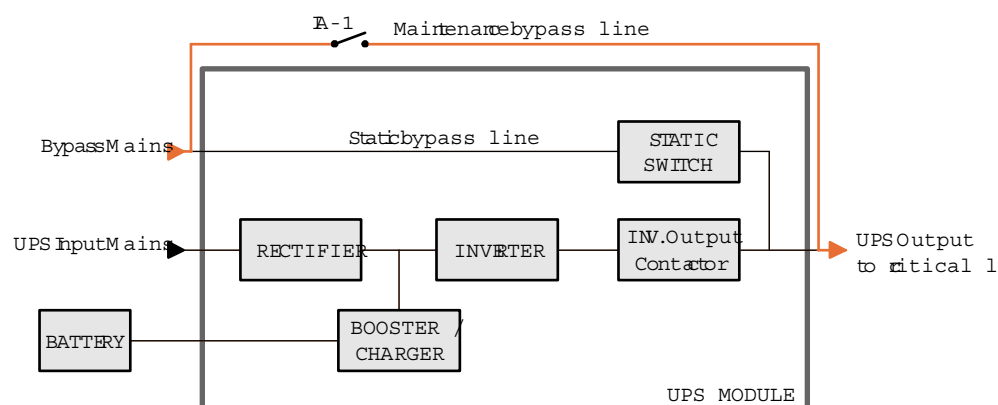 IA-1
Maintenance bypass line
Bypass Mains
Static bypass line
STATIC
SWITCH
UPS Input Mains
RECTIFIER
INVERTER
INV. Output
Contactor
UPS Output
to critical l
BATTERY
BOOSTER /
CHARGER
UPS MODULE